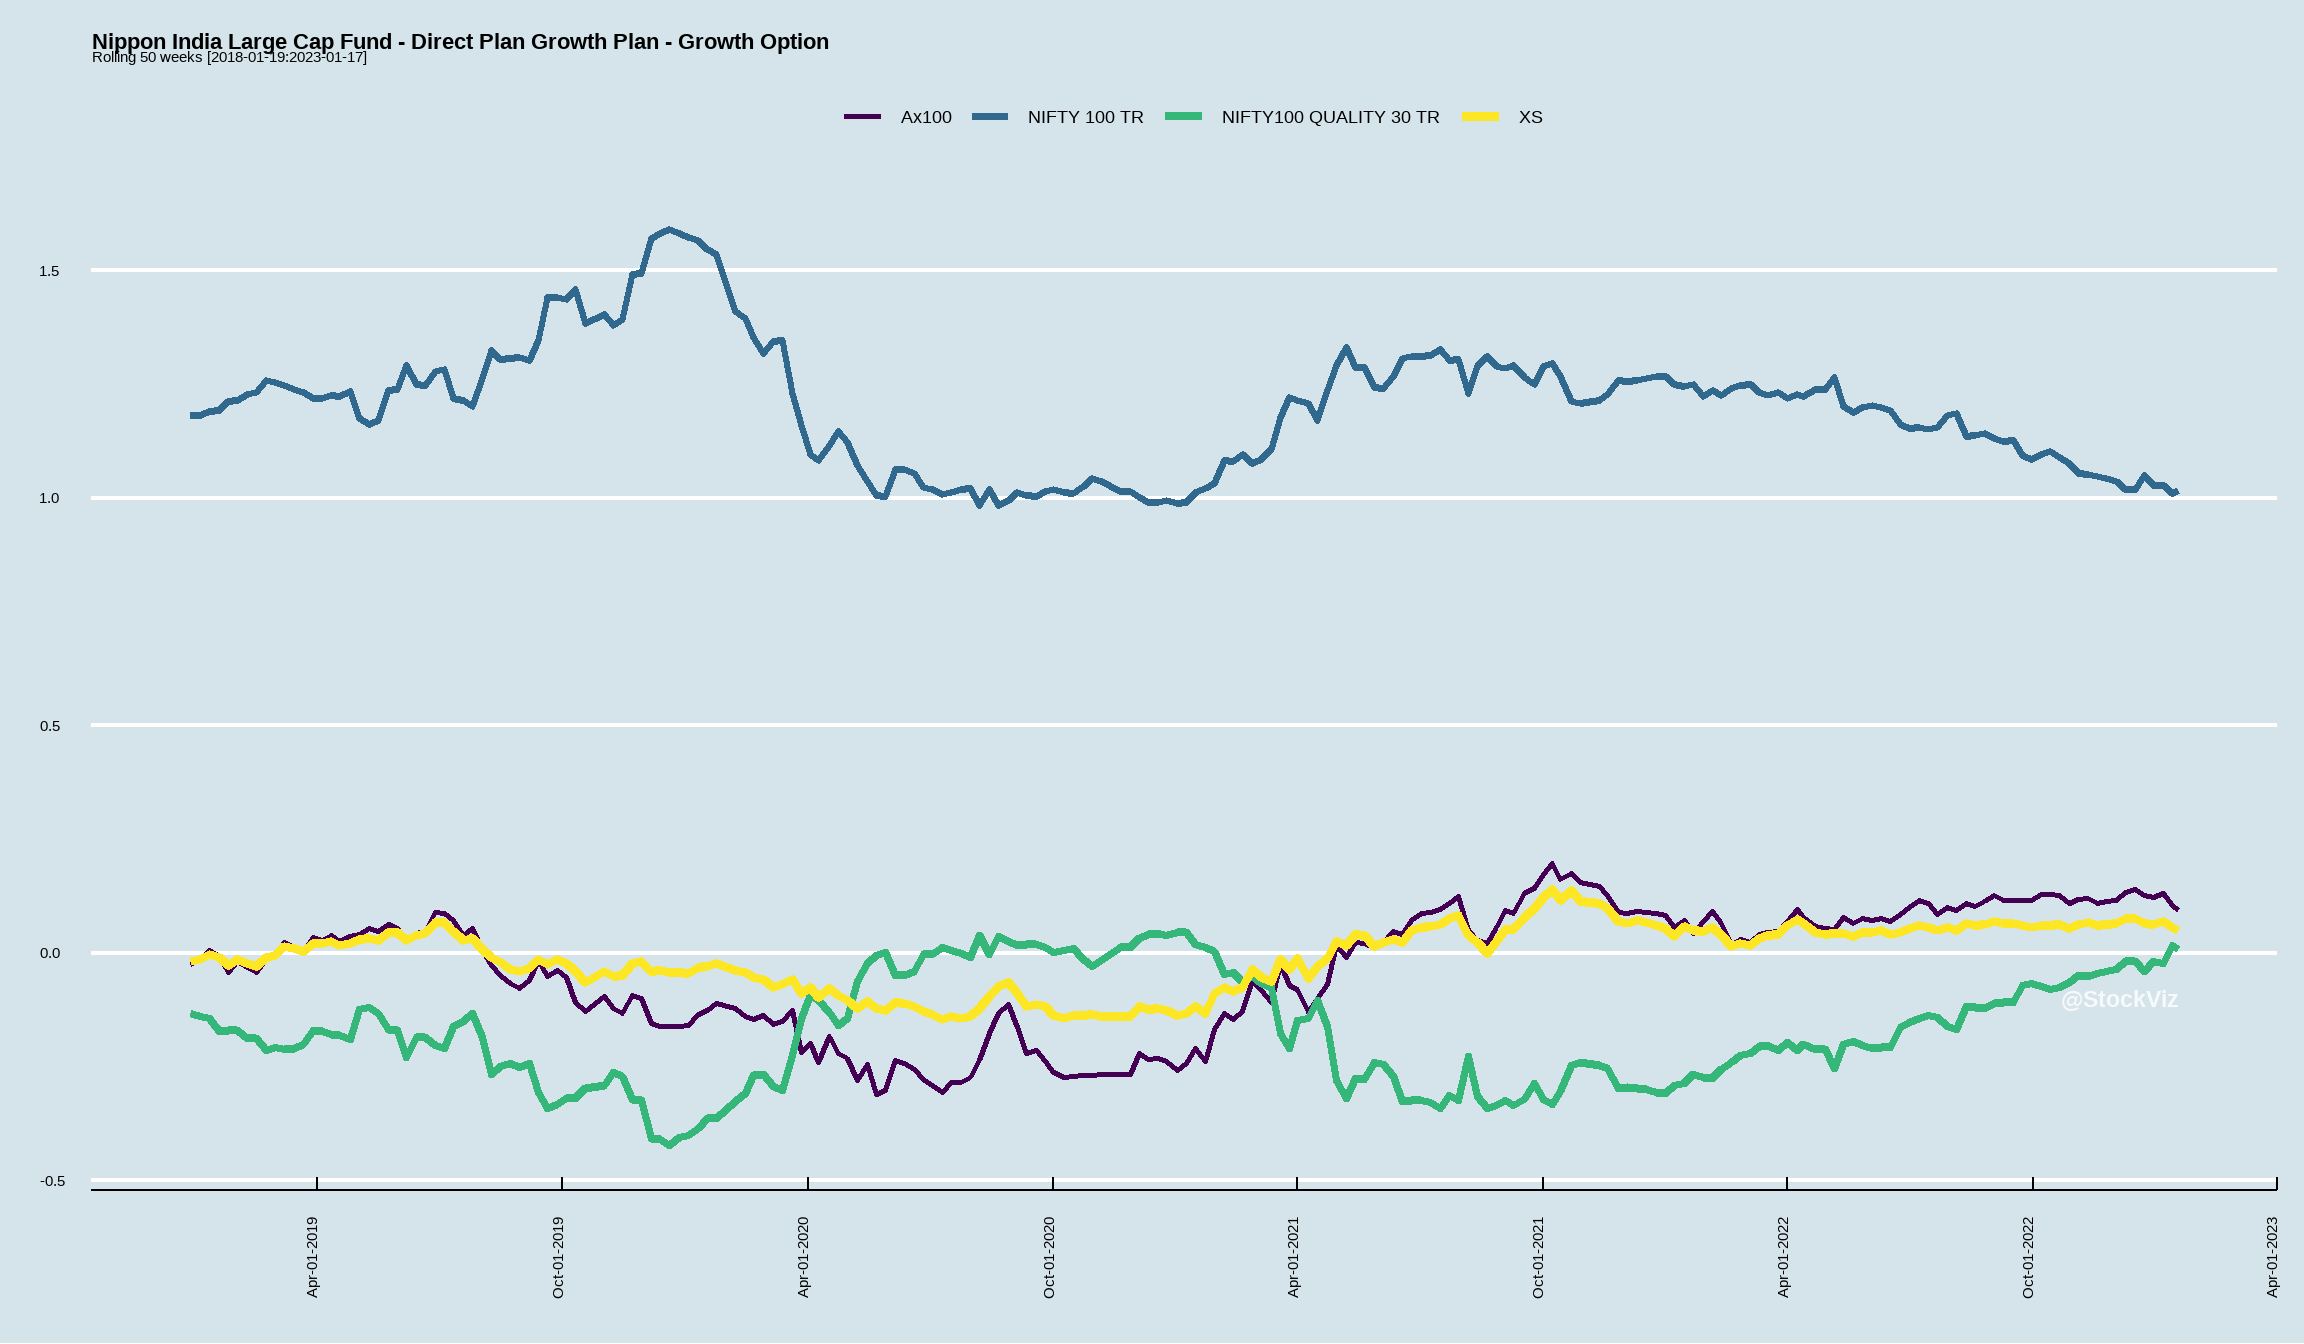 Nippon India Large Cap Fund - Direct Plan Growth Plan - Growth Option
Rolling 50 weeks [2018-01-19:2023-01-17]
Ax100 NIFTY 100 TR NIFTY100 QUALITY 30 TR XS
1.5
1.0
0.5
0.0
-0.5
@StockViz
Apr-01-2019
Oct-01-2019
Apr-01-2020
Oct-01-2020
Apr-01-2021
Oct-01-2021
Apr-01-2022
Oct-01-2022
Apr-01-2023